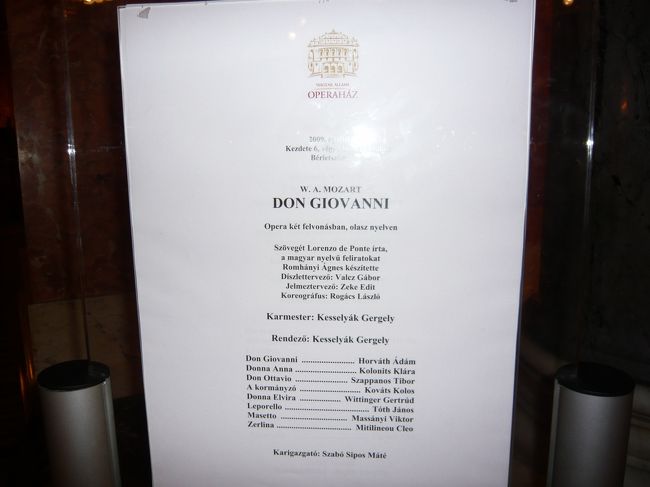 MAGYAR ÁLLAMI
OPERAHÁZ
2009.
Kezdete 6,
W. A. MOZART
DON GIOVANNI
Opera két felvonásban, olasz nyelven
Szövegét Lorenzo de Ponte írta,
a magyar nyelvű feliratokat
Romhányi Ágnes készítette
Díszlettervező: Valcz Gábor
Jelmeztervező: Zeke Edit
Koreográfus: Rogács László
Karmester: Kesselyák Gergely
Rendező: Kesselyák Gergely
Don Giovanni ........................ Horváth Ádám
Donna Anna ........................... Kolonits Klára
Don Ottavio ........................ Szappanos Tibor
A kormányzó ............................ Kováts Kolos
Donna Elvira .................. Wittinger Gertrúd
Leporello ..................................... Tóth János
Masetto .............................. Massányi Viktor
Zerlina ................................. Mitilineou Cleo
Karigazgató: Szabó Sipos Máté